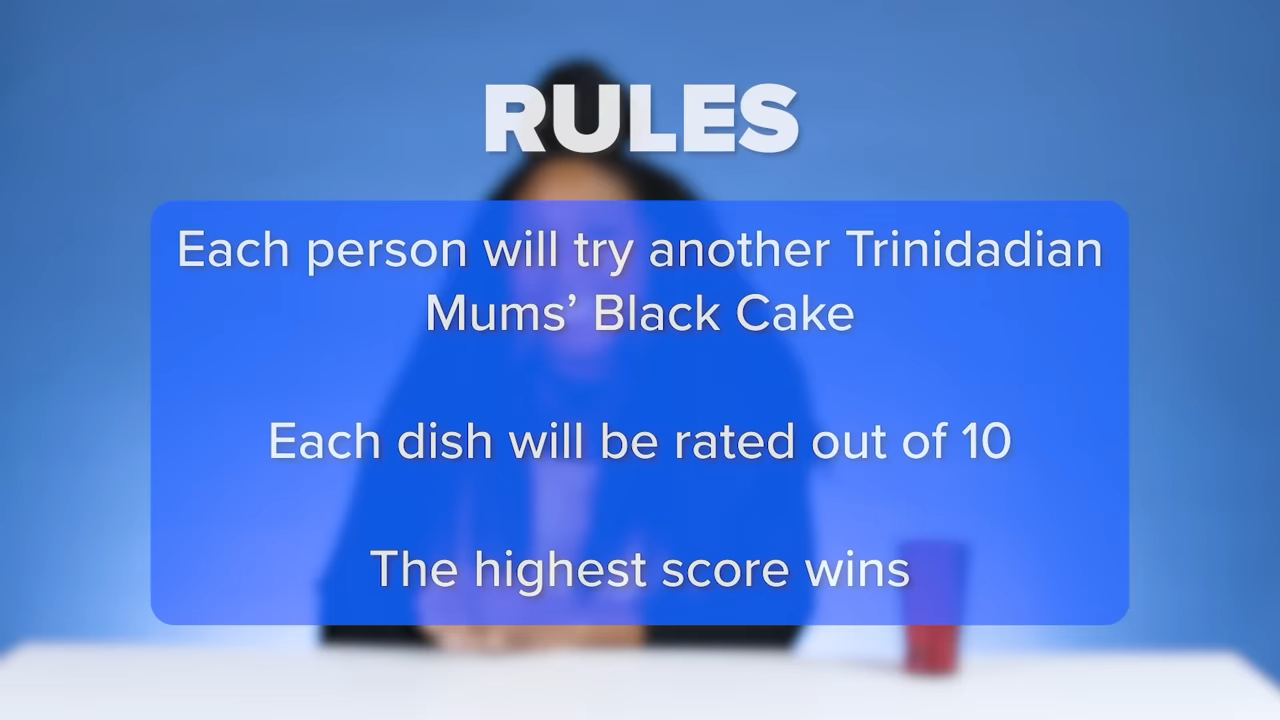 RULES
Each person will try another Trinidadian
Mums’ Black Cake
Each dish will be rated out of 10
The highest score wins